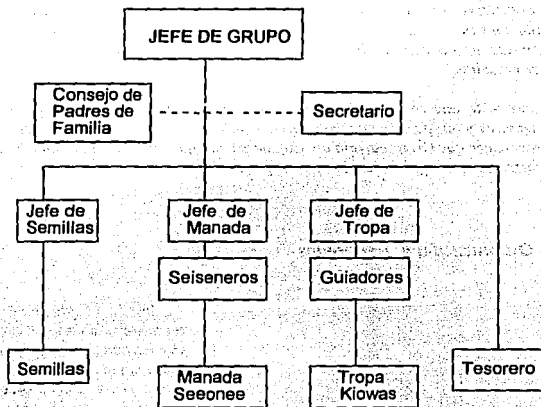 JEFE DE GRUPO
Consejo de
Padres de
Familia
Secretario
Jefe de
Semillas
Jefe de
Manada
Jefe de
Tropa
Seiseneros
Guiadores
Semillas
Manada
Seeonee
Tropa
Kiowas
Tesorero